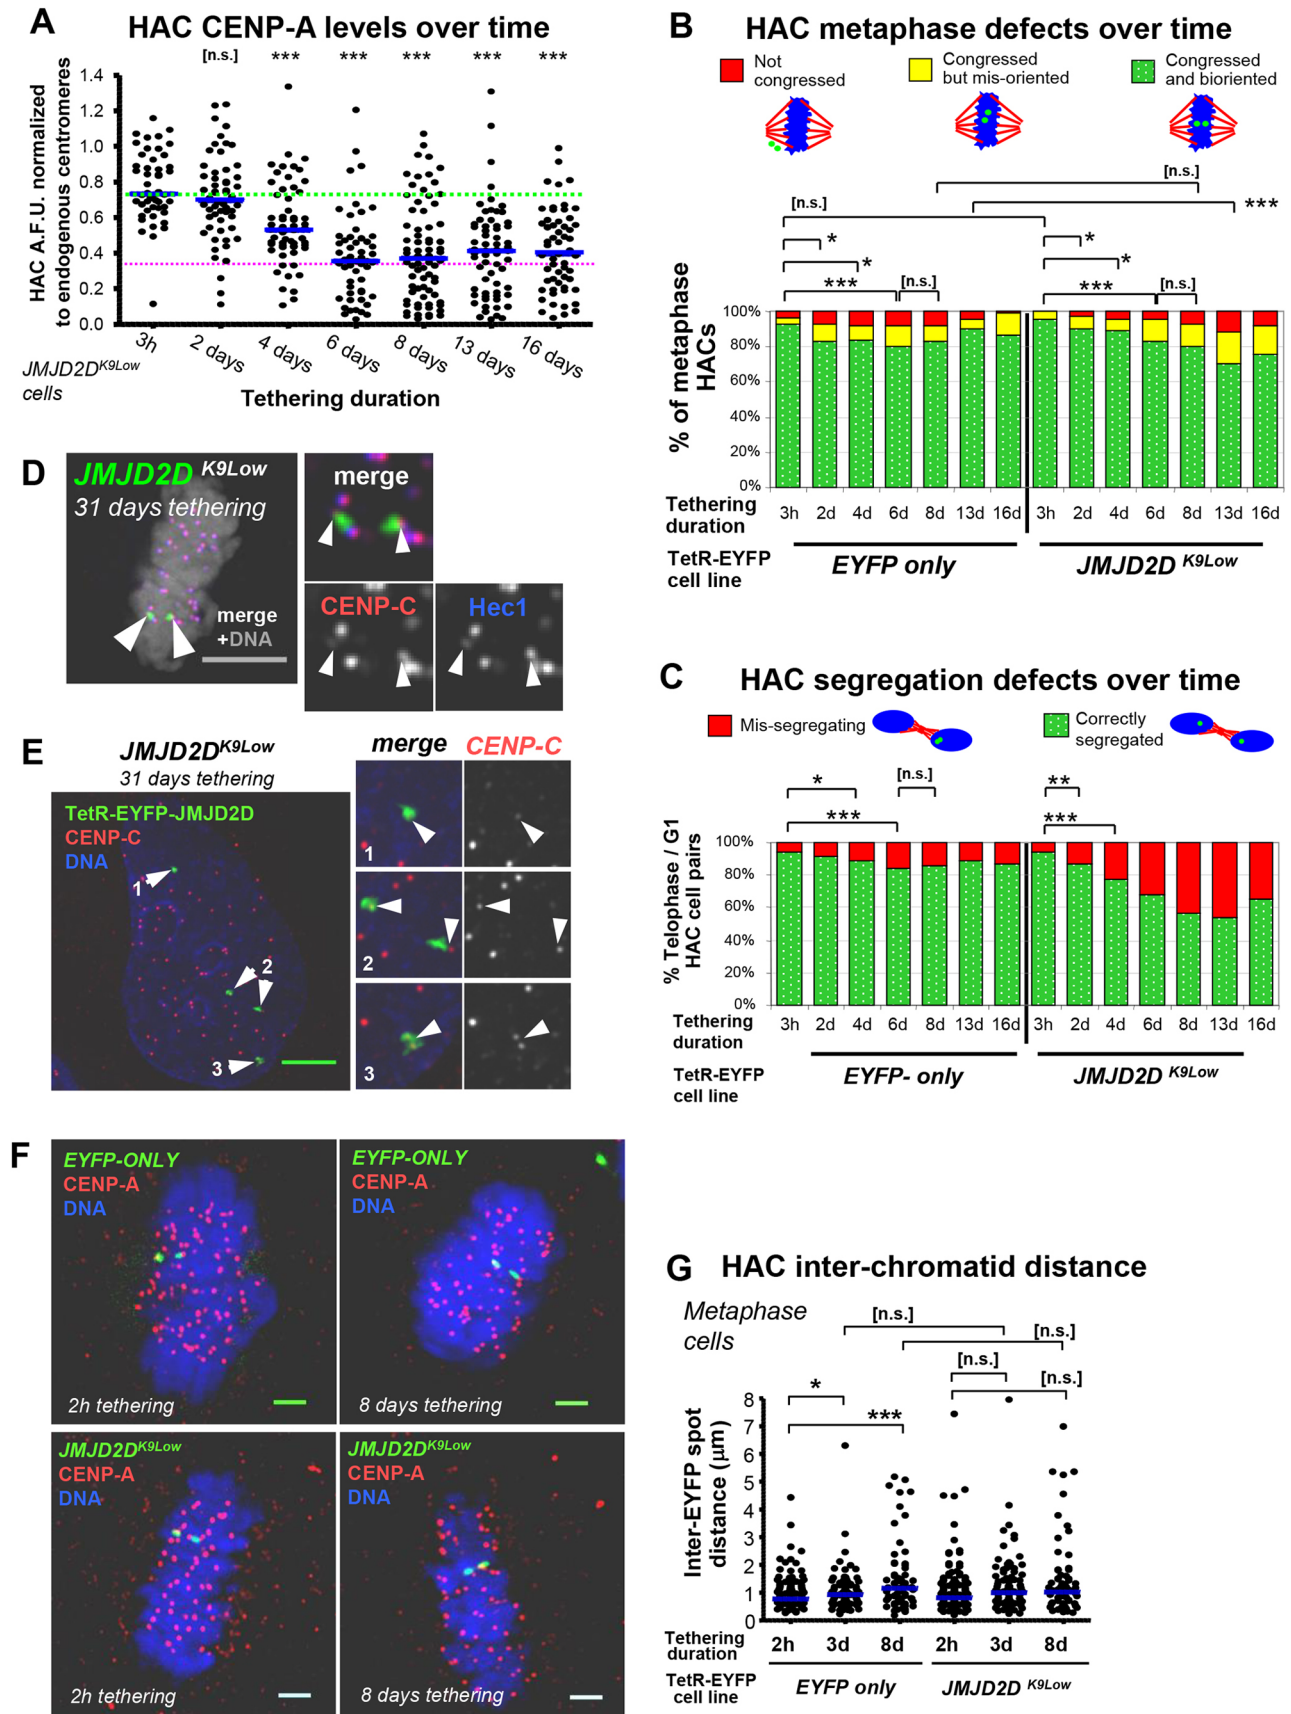 A
HAC CENP-A levels over time
[n.s.] *** *** *** *** ***
HAC A.F.U. normalized
to endogenous centromeres
1.4
1.2
1.0
0.8
0.6
0.4
0.2
0.0
3h 2 days 4 days 6 days 8 days 13 days 16 days
JMJD2D^K9Low
cells
Tethering duration
B
HAC metaphase defects over time
Not
congressed
Congressed
but mis-oriented
Congressed
and bioriented
[n.s.]
***
[n.s.]
* *
* *
*** [n.s.] *** [n.s.]
% of metaphase
HACs
100%
80%
60%
40%
20%
0%
Tethering
duration
3h 2d 4d 6d 8d 13d 16d 3h 2d 4d 6d 8d 13d 16d
TetR-EYFP
cell line
EYFP only JMJD2D ^K9Low
C
HAC segregation defects over time
Mis-segregating
Correctly
segregated
* [n.s.] **
*** ***
% Telophase / G1
HAC cell pairs
100%
80%
60%
40%
20%
0%
Tethering
duration
3h 2d 4d 6d 8d 13d 16d 3h 2d 4d 6d 8d 13d 16d
TetR-EYFP
cell line
EYFP- only JMJD2D ^K9Low
D
JMJD2D ^K9Low
31 days tethering
merge
+DNA
merge
CENP-C
Hec1
E
JMJD2D^K9Low
31 days tethering
TetR-EYFP-JMJD2D
CENP-C
DNA
1
2
3
merge CENP-C
1
2
3
F
EYFP-ONLY
CENP-A
DNA
2h tethering
EYFP-ONLY
CENP-A
DNA
8 days tethering
JMJD2D^K9Low
CENP-A
DNA
2h tethering
JMJD2D^K9Low
CENP-A
DNA
8 days tethering
G
HAC inter-chromatid distance
Metaphase
cells
[n.s.]
[n.s.]
[n.s.]
* [n.s.]
***
Inter-EYFP spot
distance (µm)
8
7
6
5
4
3
2
1
0
Tethering
duration
2h 3d 8d 2h 3d 8d
TetR-EYFP
cell line
EYFP only JMJD2D ^K9Low